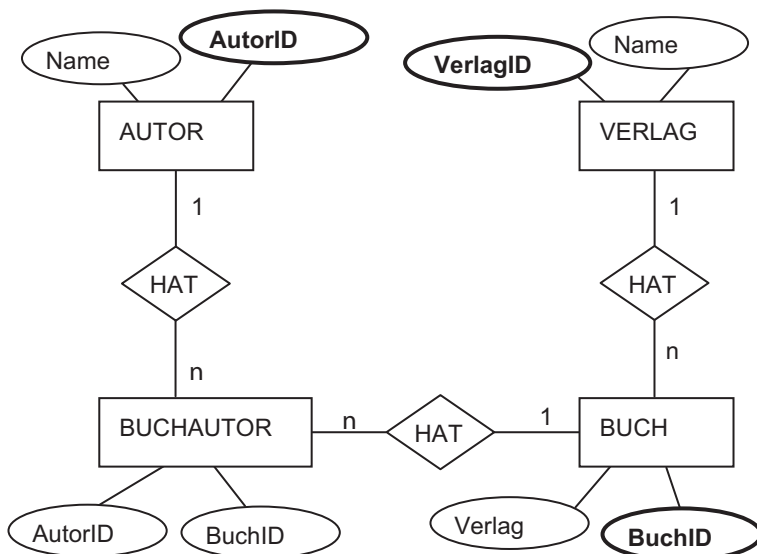 AutorID
Name
VerlagID
Name
AUTOR
VERLAG
1
1
HAT
HAT
n
n
BUCHAUTOR
n
HAT
1
BUCH
AutorID
BuchID
Verlag
BuchID